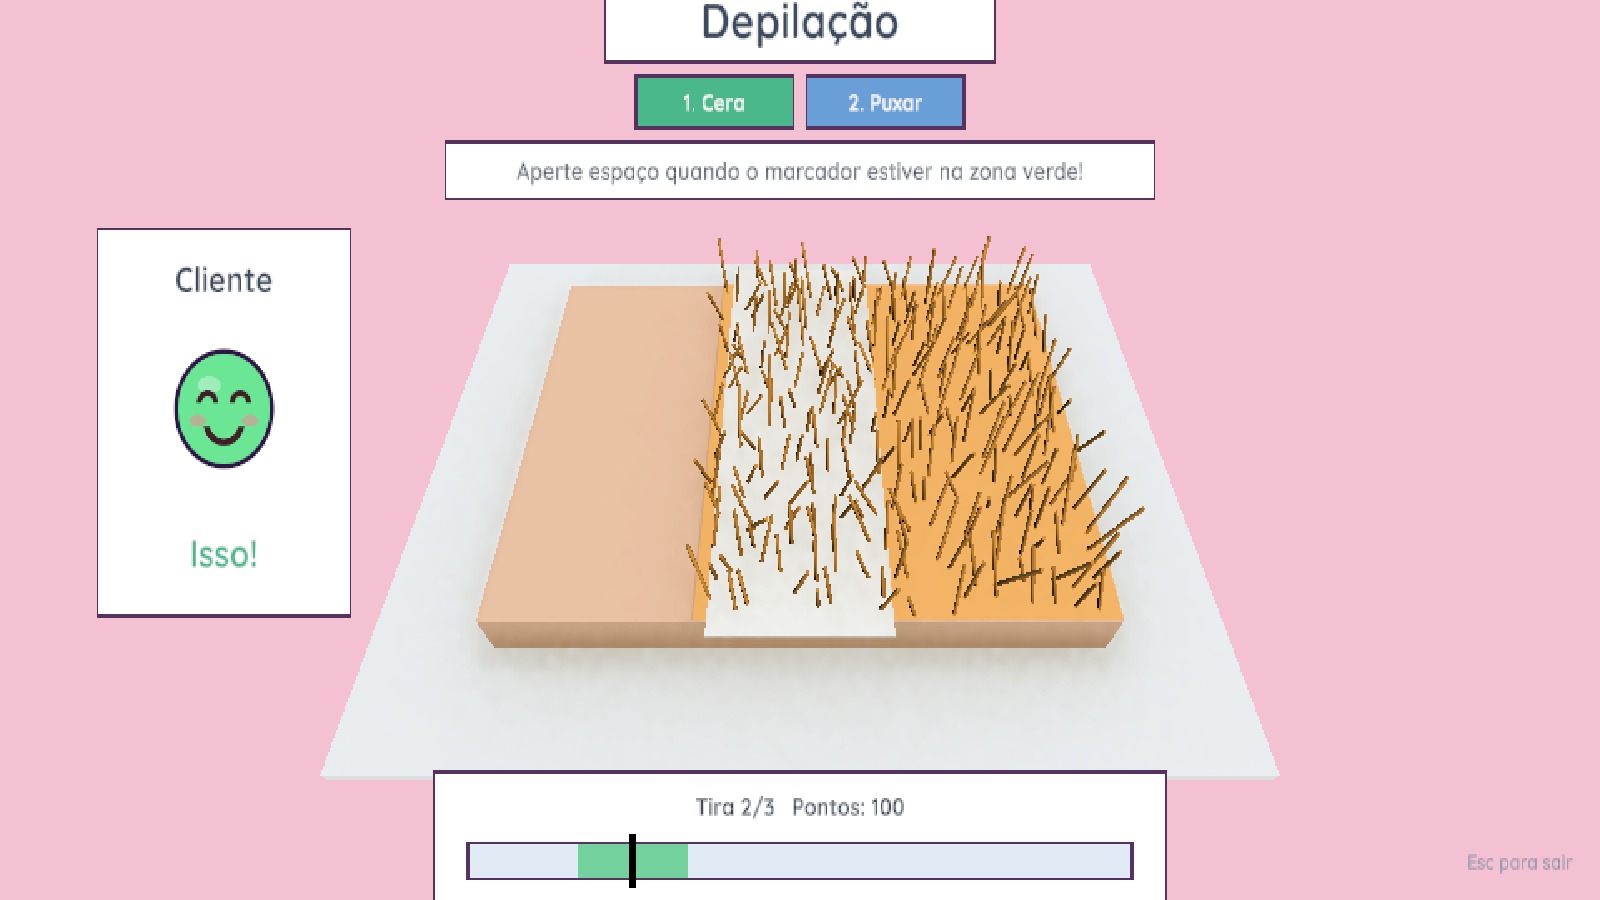 Depilação
1. Cera
2. Puxar
Aperte espaço quando o marcador estiver na zona verde!
Cliente
Isso!
Tira 2/3 Pontos: 100
Esc para sair